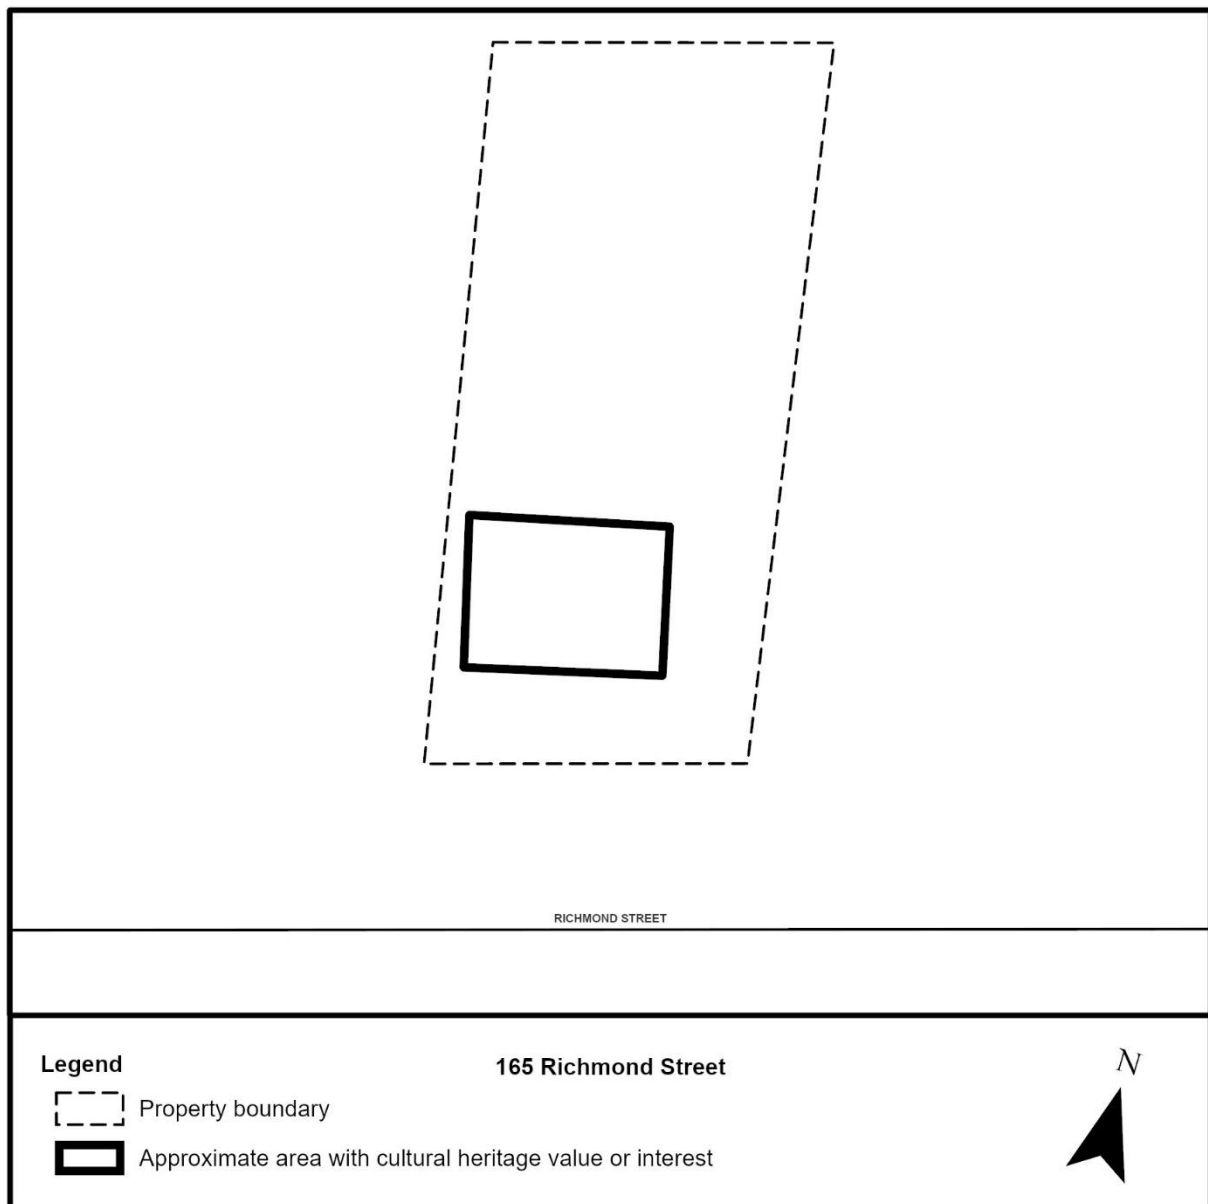 RICHMOND STREET
Legend
165 Richmond Street
N
Property boundary
Approximate area with cultural heritage value or interest